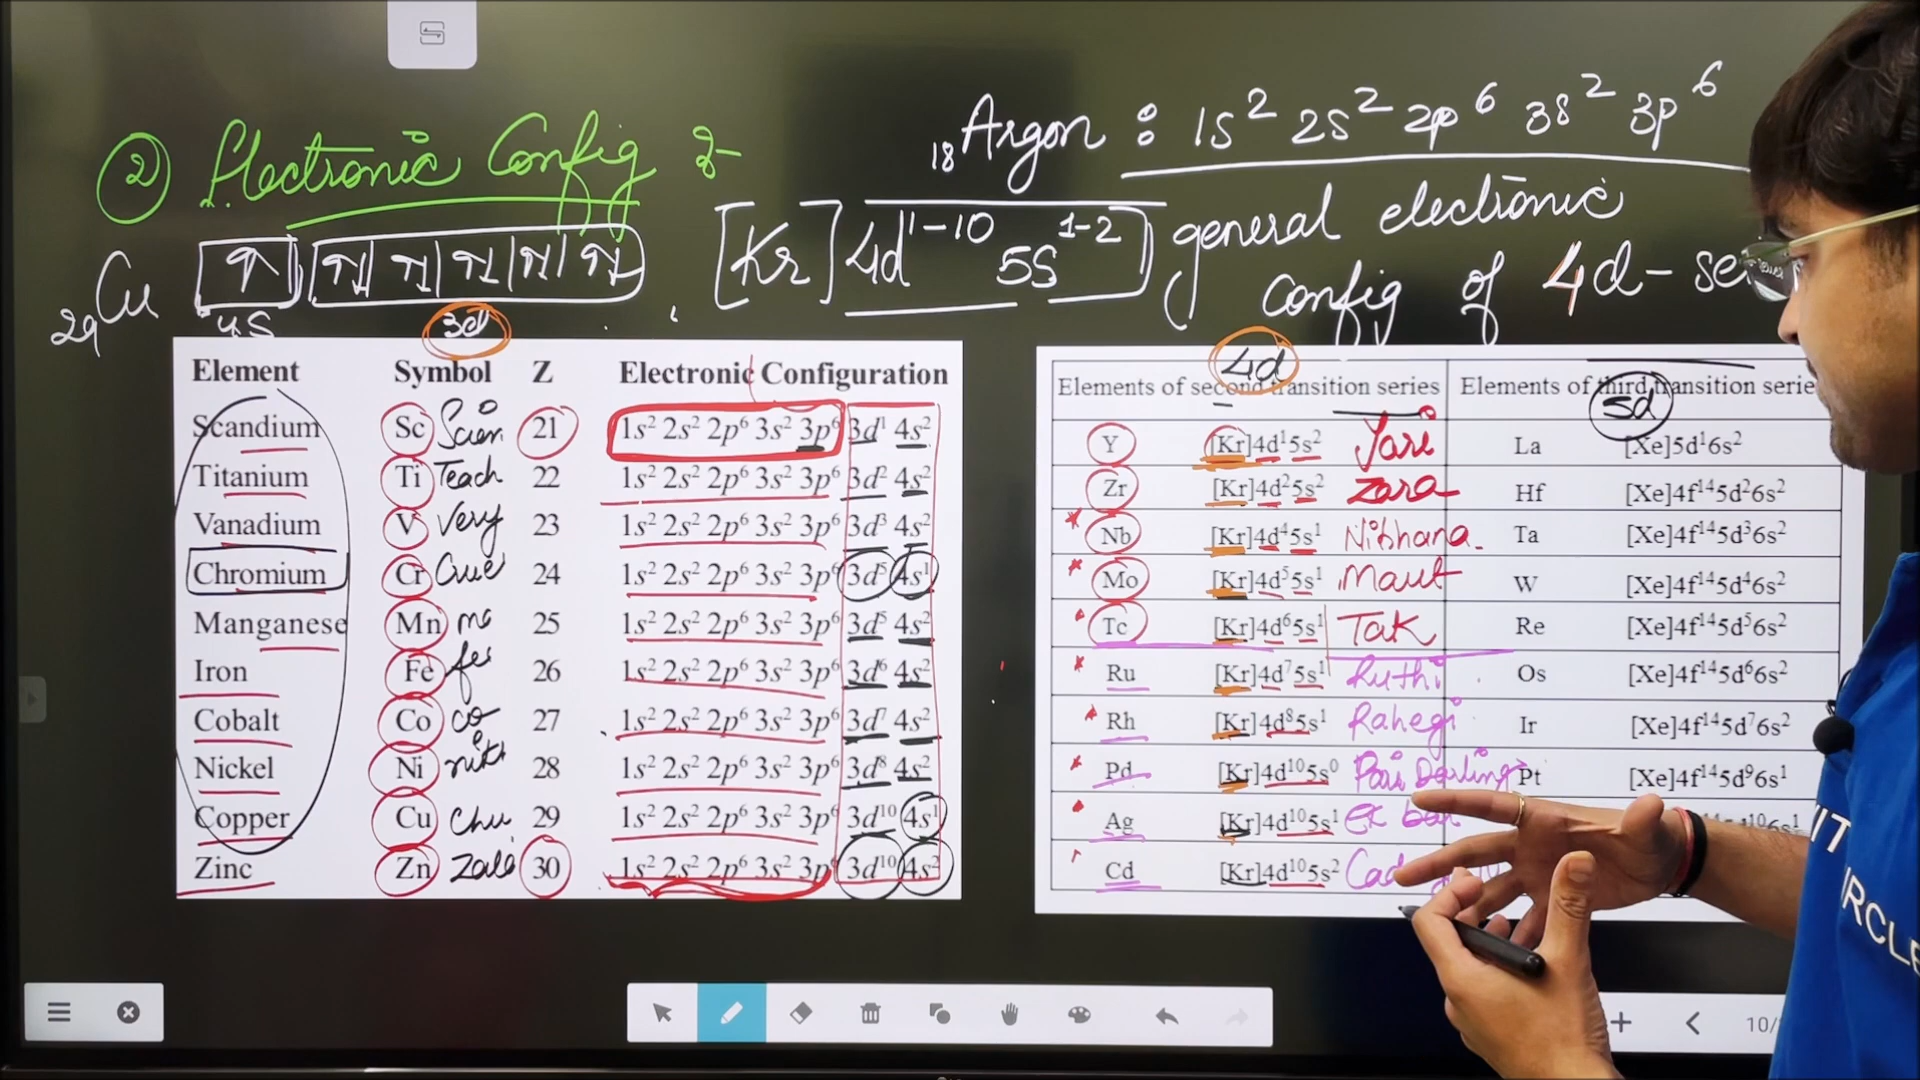 ② Electronic Config :-
18Argon : 1s² 2s² 2p⁶ 3s² 3p⁶
[Kr] 4d¹⁻¹⁰ 5s¹⁻² general electronic
config of 4d-se
29Cu
4s 3d
Element Symbol Z Electronic Configuration
Scandium Sc 21 1s² 2s² 2p⁶ 3s² 3p⁶ 3d¹ 4s²
Titanium Ti Teach 22 1s² 2s² 2p⁶ 3s² 3p⁶ 3d² 4s²
Vanadium V Very 23 1s² 2s² 2p⁶ 3s² 3p⁶ 3d³ 4s²
Chromium Cr 24 1s² 2s² 2p⁶ 3s² 3p⁶ 3d⁵ 4s¹
Manganese Mn me 25 1s² 2s² 2p⁶ 3s² 3p⁶ 3d⁵ 4s²
Iron Fe 26 1s² 2s² 2p⁶ 3s² 3p⁶ 3d⁶ 4s²
Cobalt Co co 27 1s² 2s² 2p⁶ 3s² 3p⁶ 3d⁷ 4s²
Nickel Ni 28 1s² 2s² 2p⁶ 3s² 3p⁶ 3d⁸ 4s²
Copper Cu chu 29 1s² 2s² 2p⁶ 3s² 3p⁶ 3d¹⁰ 4s¹
Zinc Zn 30 1s² 2s² 2p⁶ 3s² 3p⁶ 3d¹⁰ 4s²
4d 5d
Elements of second transition series Elements of third transition serie
Y [Kr]4d¹5s² Yari La [Xe]5d¹6s²
Zr [Kr]4d²5s² Zara Hf [Xe]4f¹⁴5d²6s²
Nb [Kr]4d⁴5s¹ Nibhana Ta [Xe]4f¹⁴5d³6s²
Mo [Kr]4d⁵5s¹ Maut W [Xe]4f¹⁴5d⁴6s²
Tc [Kr]4d⁶5s¹ Tak Re [Xe]4f¹⁴5d⁵6s²
Ru [Kr]4d⁷5s¹ Ruthi Os [Xe]4f¹⁴5d⁶6s²
Rh [Kr]4d⁸5s¹ Rahegi Ir [Xe]4f¹⁴5d⁷6s²
Pd [Kr]4d¹⁰5s⁰ Pari Darling Pt [Xe]4f¹⁴5d⁹6s¹
Ag [Kr]4d¹⁰5s¹
Cd [Kr]4d¹⁰5s²
10/
IT
IRCLE